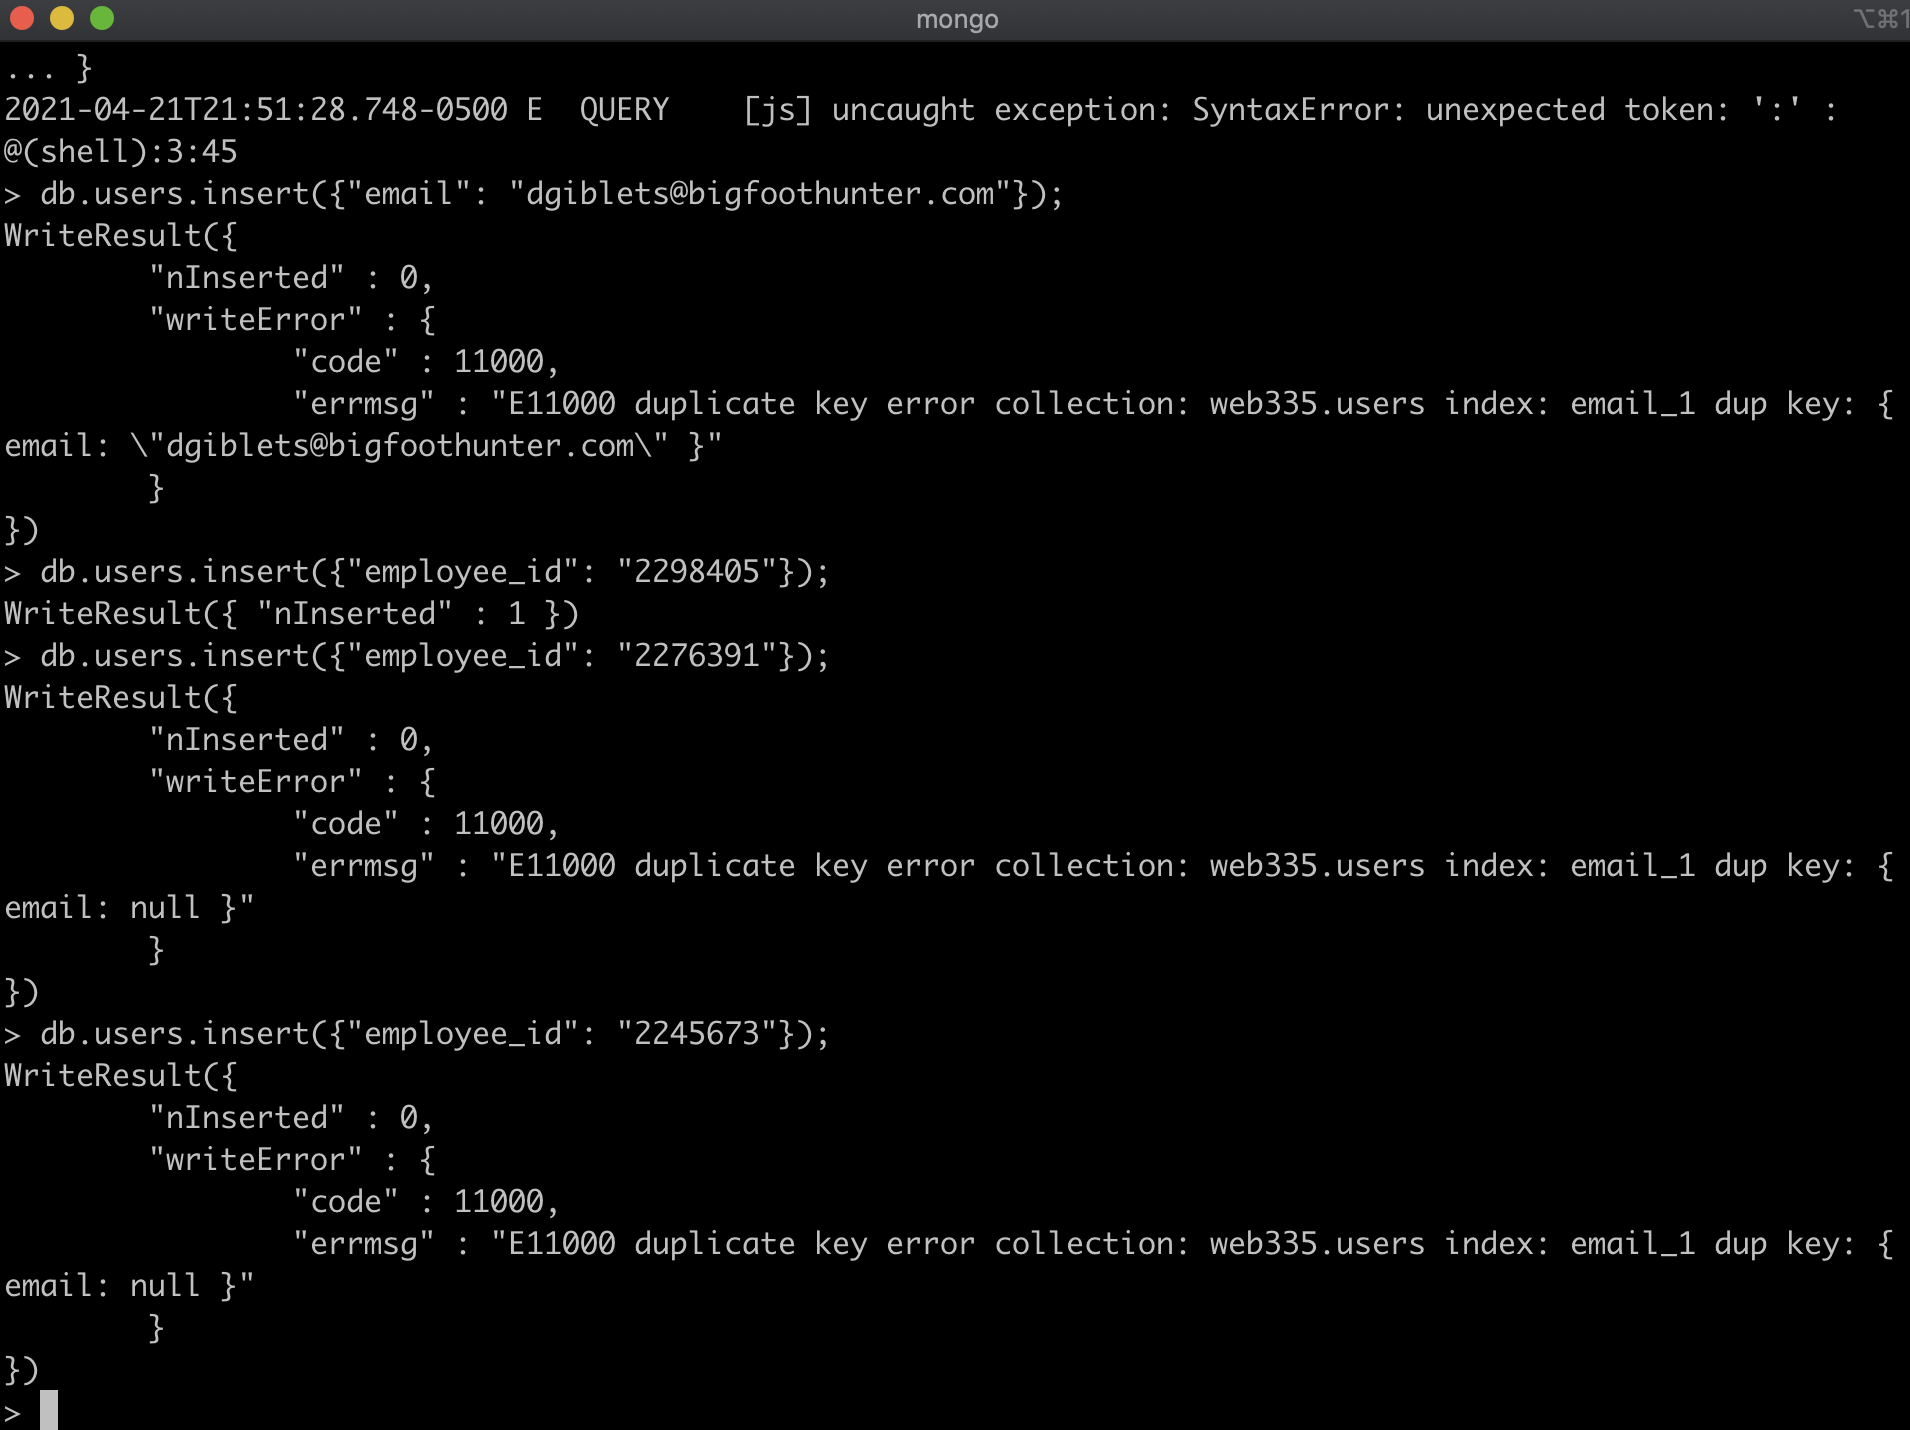 mongo
⌥⌘1
... }
2021-04-21T21:51:28.748-0500 E  QUERY    [js] uncaught exception: SyntaxError: unexpected token: ':' :
@(shell):3:45
> db.users.insert({"email": "dgiblets@bigfoothunter.com"});
WriteResult({
        "nInserted" : 0,
        "writeError" : {
                "code" : 11000,
                "errmsg" : "E11000 duplicate key error collection: web335.users index: email_1 dup key: {
email: \"dgiblets@bigfoothunter.com\" }"
        }
})
> db.users.insert({"employee_id": "2298405"});
WriteResult({ "nInserted" : 1 })
> db.users.insert({"employee_id": "2276391"});
WriteResult({
        "nInserted" : 0,
        "writeError" : {
                "code" : 11000,
                "errmsg" : "E11000 duplicate key error collection: web335.users index: email_1 dup key: {
email: null }"
        }
})
> db.users.insert({"employee_id": "2245673"});
WriteResult({
        "nInserted" : 0,
        "writeError" : {
                "code" : 11000,
                "errmsg" : "E11000 duplicate key error collection: web335.users index: email_1 dup key: {
email: null }"
        }
})
>